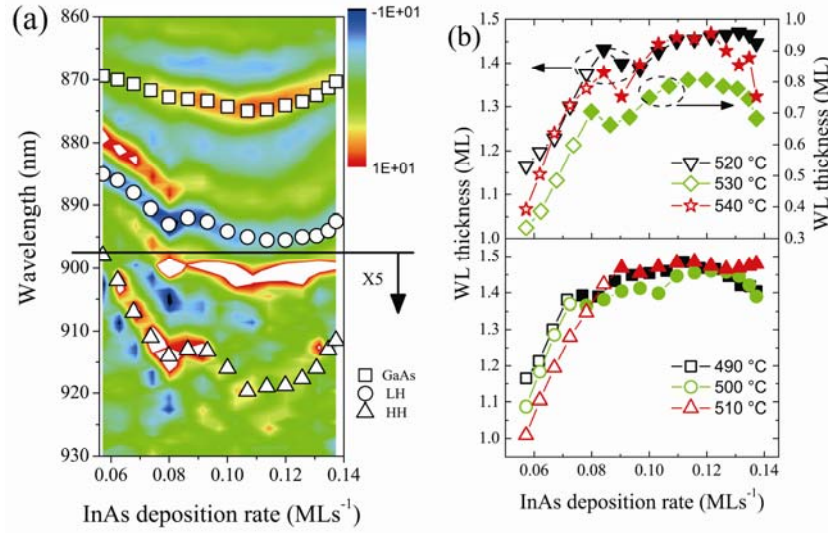 (a)
860
870
880
890
900
910
920
930
Wavelength (nm)
-1E+01
1E+01
X5
GaAs
LH
HH
0.06
0.08
0.10
0.12
0.14
InAs deposition rate (MLs⁻¹)
(b)
1.5
1.4
1.3
1.2
1.1
1.0
1.0
0.9
0.8
0.7
0.6
0.5
0.4
0.3
520 °C
530 °C
540 °C
WL thickness (ML)
WL thickness (ML)
1.5
1.4
1.3
1.2
1.1
1.0
490 °C
500 °C
510 °C
WL thickness (ML)
0.06
0.08
0.10
0.12
0.14
InAs deposition rate (MLs⁻¹)